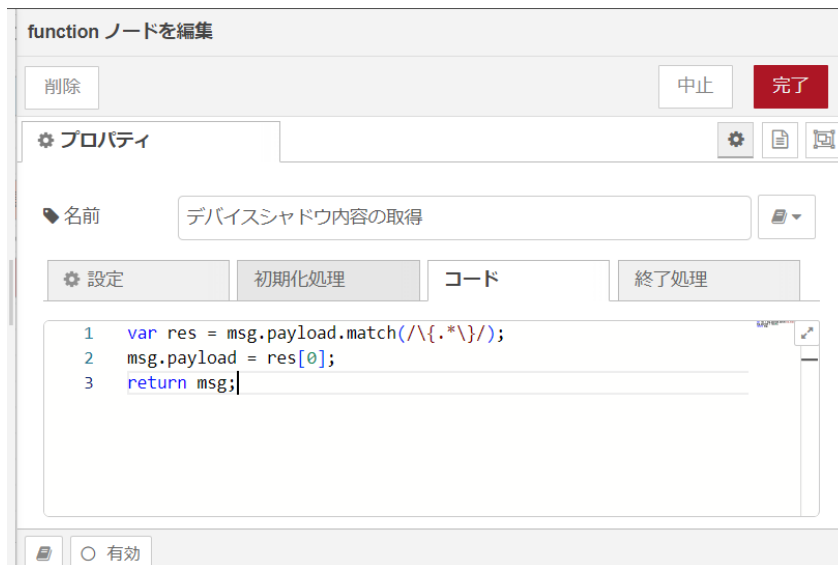 function ノードを編集
削除 中止 完了
プロパティ
名前 デバイスシャドウ内容の取得
設定 初期化処理 コード 終了処理
1 var res = msg.payload.match(/\{.*\}/);
2 msg.payload = res[0];
3 return msg;
有効